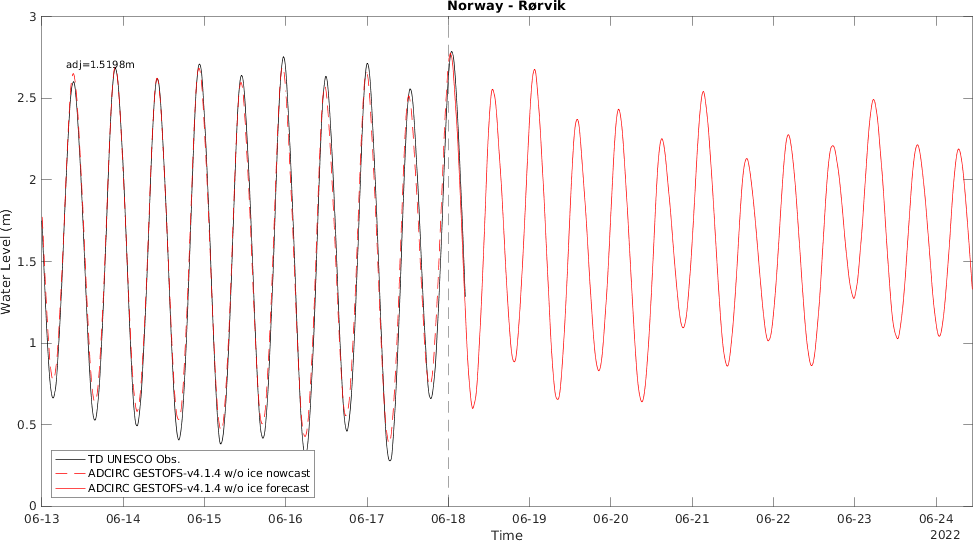 Norway - Rørvik
3
adj=1.5198m
2.5
2
1.5
1
0.5
0
Water Level (m)
TD UNESCO Obs.
ADCIRC GESTOFS-v4.1.4 w/o ice nowcast
ADCIRC GESTOFS-v4.1.4 w/o ice forecast
06-13 06-14 06-15 06-16 06-17 06-18 06-19 06-20 06-21 06-22 06-23 06-24
Time
2022